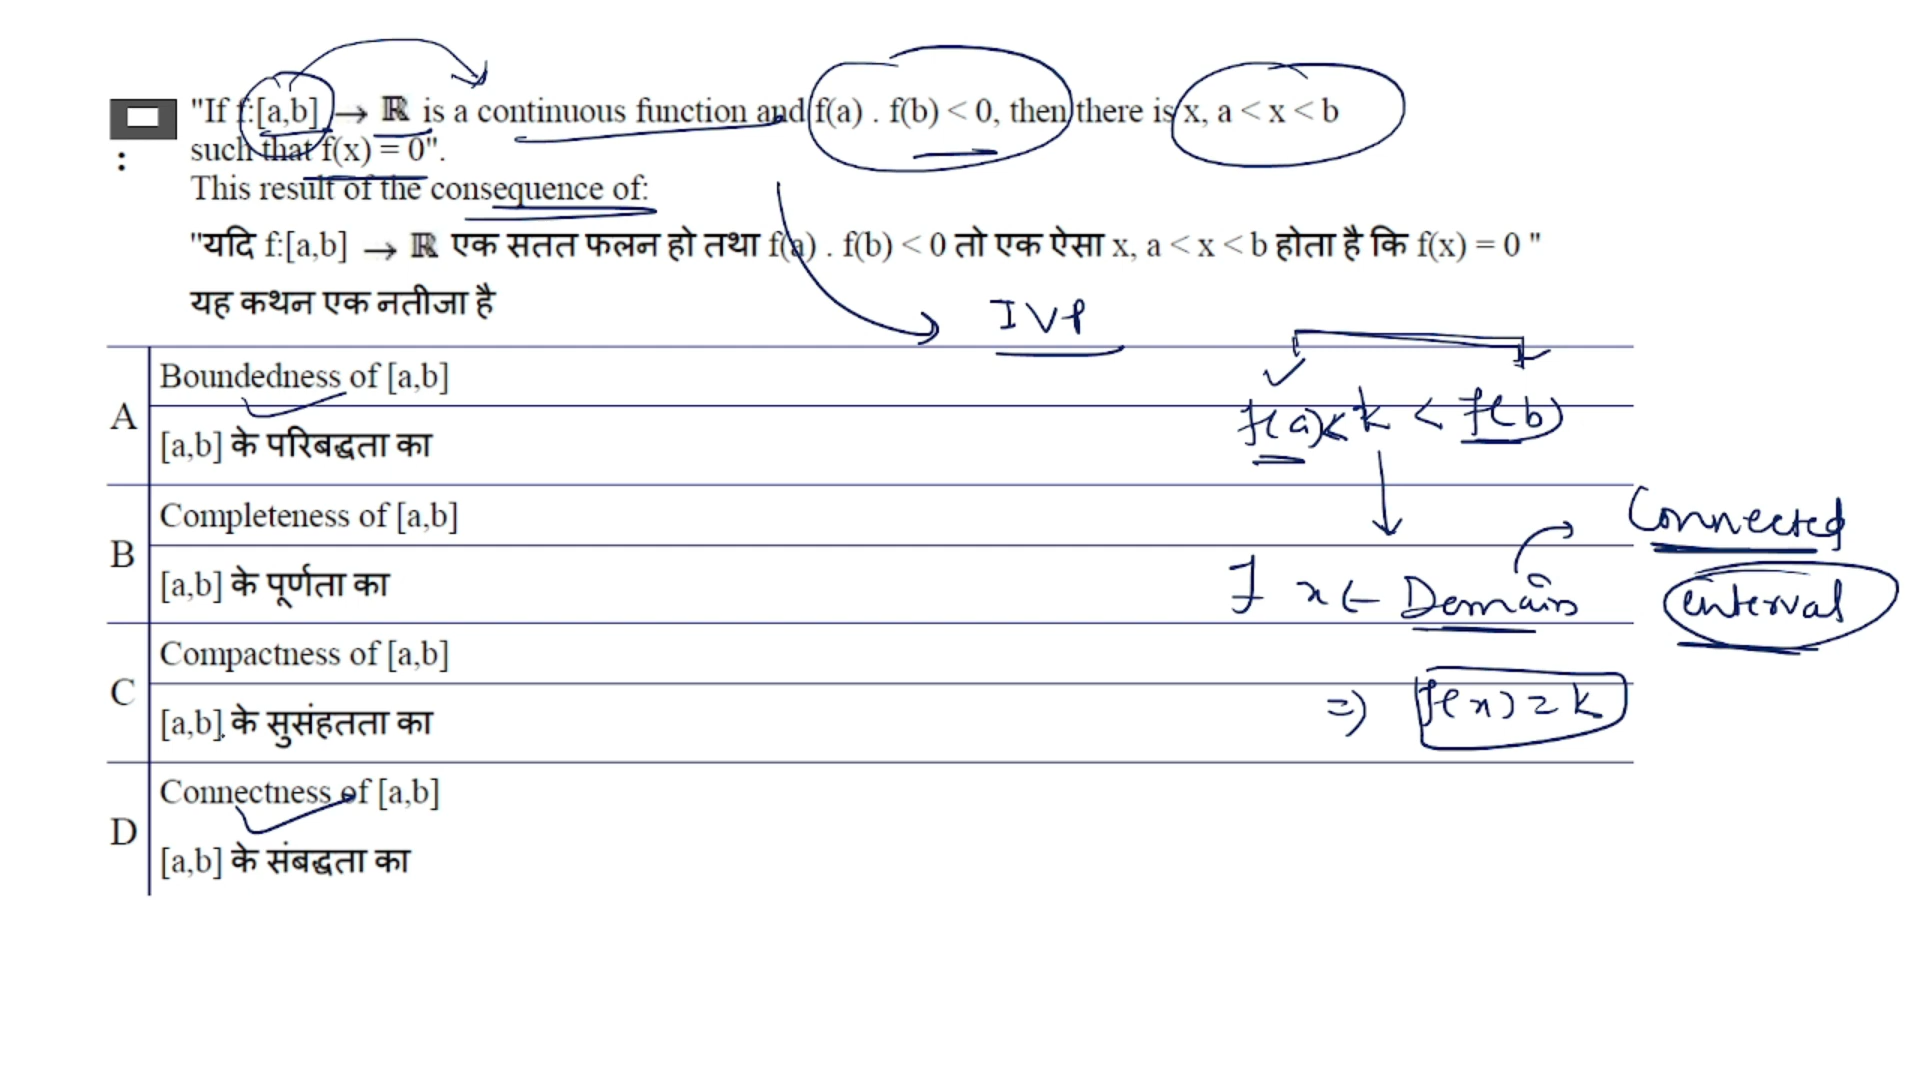 "If f:[a,b] → ℝ is a continuous function and f(a) . f(b) < 0, then there is x, a < x < b
such that f(x) = 0".
:
This result of the consequence of:
"यदि f:[a,b] → ℝ एक सतत फलन हो तथा f(a) . f(b) < 0 तो एक ऐसा x, a < x < b होता है कि f(x) = 0 "
यह कथन एक नतीजा है
IVP
A
Boundedness of [a,b]
[a,b] के परिबद्धता का
f(a) < k < f(b)
B
Completeness of [a,b]
[a,b] के पूर्णता का
Connected
∃ x ∈ Domain
interval
C
Compactness of [a,b]
[a,b] के सुसंहतता का
⇒ f(x) = k
D
Connectness of [a,b]
[a,b] के संबद्धता का